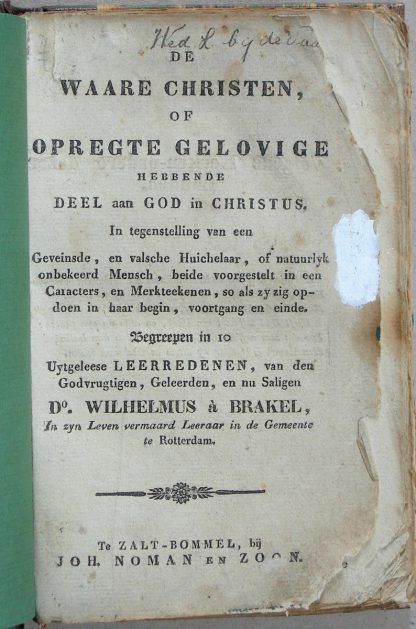 Wed L bij de
DE
WAARE CHRISTEN,
OF
OPREGTE GELOVIGE
HEBBENDE
DEEL aan GOD in CHRISTUS.
In tegenstelling van een
Geveinsde, en valsche Huichelaar, of natuurlyk
onbekeerd Mensch, beide voorgestelt in een
Caracters, en Merkteekenen, so als zy zig op-
doen in haar begin, voortgang en einde.
Begreepen in 10
Uytgeleese LEERREDENEN, van den
Godvrugtigen, Geleerden, en nu Saligen
Do. WILHELMUS à BRAKEL,
In zyn Leven vermaard Leeraar in de Gemeente
te Rotterdam.
Te ZALT-BOMMEL, bij
JOH. NOMAN EN ZOON.